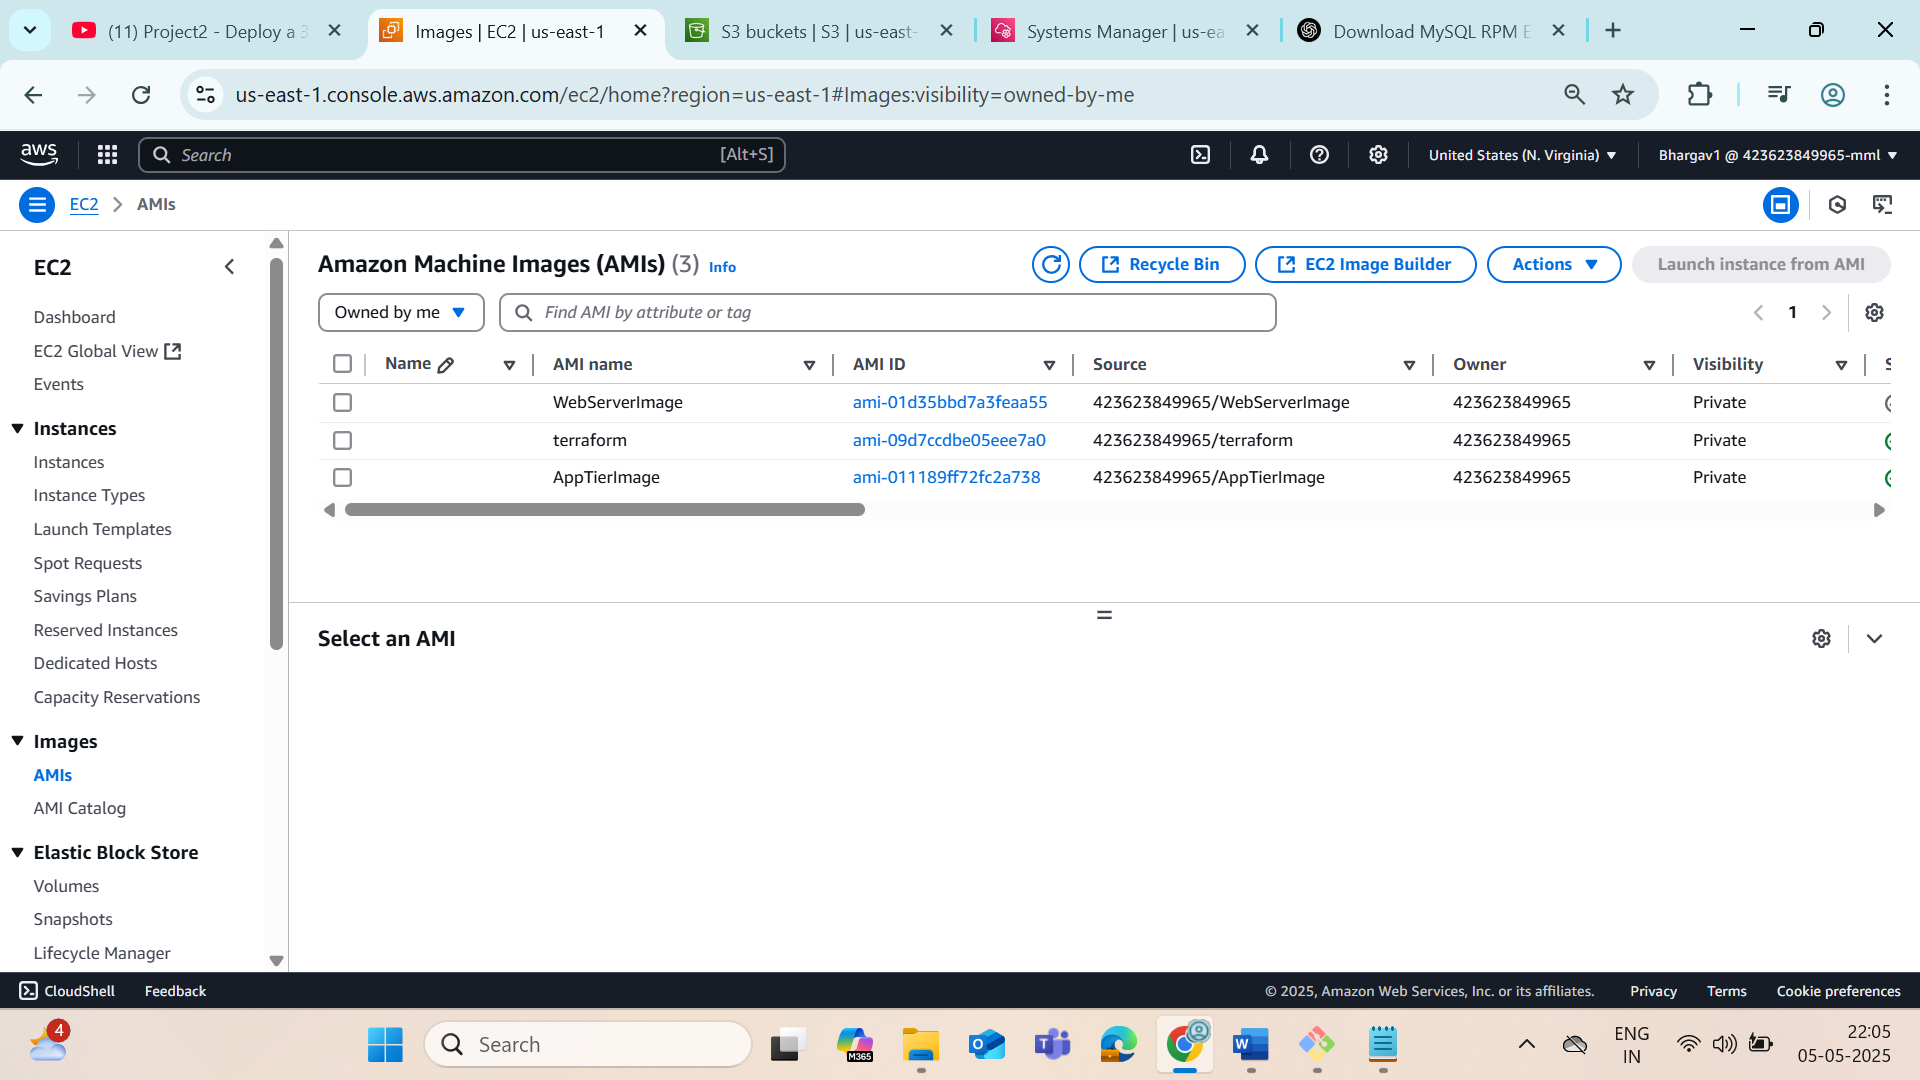 (11) Project2 - Deploy a 3
Images | EC2 | us-east-1
S3 buckets | S3 | us-east-
Systems Manager | us-ea
Download MySQL RPM E
us-east-1.console.aws.amazon.com/ec2/home?region=us-east-1#Images:visibility=owned-by-me
aws
Search
[Alt+S]
United States (N. Virginia)
Bhargav1 @ 423623849965-mml
EC2
AMIs
EC2
Dashboard
EC2 Global View
Events
Instances
Instances
Instance Types
Launch Templates
Spot Requests
Savings Plans
Reserved Instances
Dedicated Hosts
Capacity Reservations
Images
AMIs
AMI Catalog
Elastic Block Store
Volumes
Snapshots
Lifecycle Manager
Amazon Machine Images (AMIs) (3) Info
Recycle Bin
EC2 Image Builder
Actions
Launch instance from AMI
Owned by me
Find AMI by attribute or tag
1
Name AMI name AMI ID Source Owner Visibility
WebServerImage ami-01d35bbd7a3feaa55 423623849965/WebServerImage 423623849965 Private
terraform ami-09d7ccdbe05eee7a0 423623849965/terraform 423623849965 Private
AppTierImage ami-011189ff72fc2a738 423623849965/AppTierImage 423623849965 Private
Select an AMI
CloudShell
Feedback
© 2025, Amazon Web Services, Inc. or its affiliates.
Privacy
Terms
Cookie preferences
4
Search
M365
ENG
IN
22:05
05-05-2025